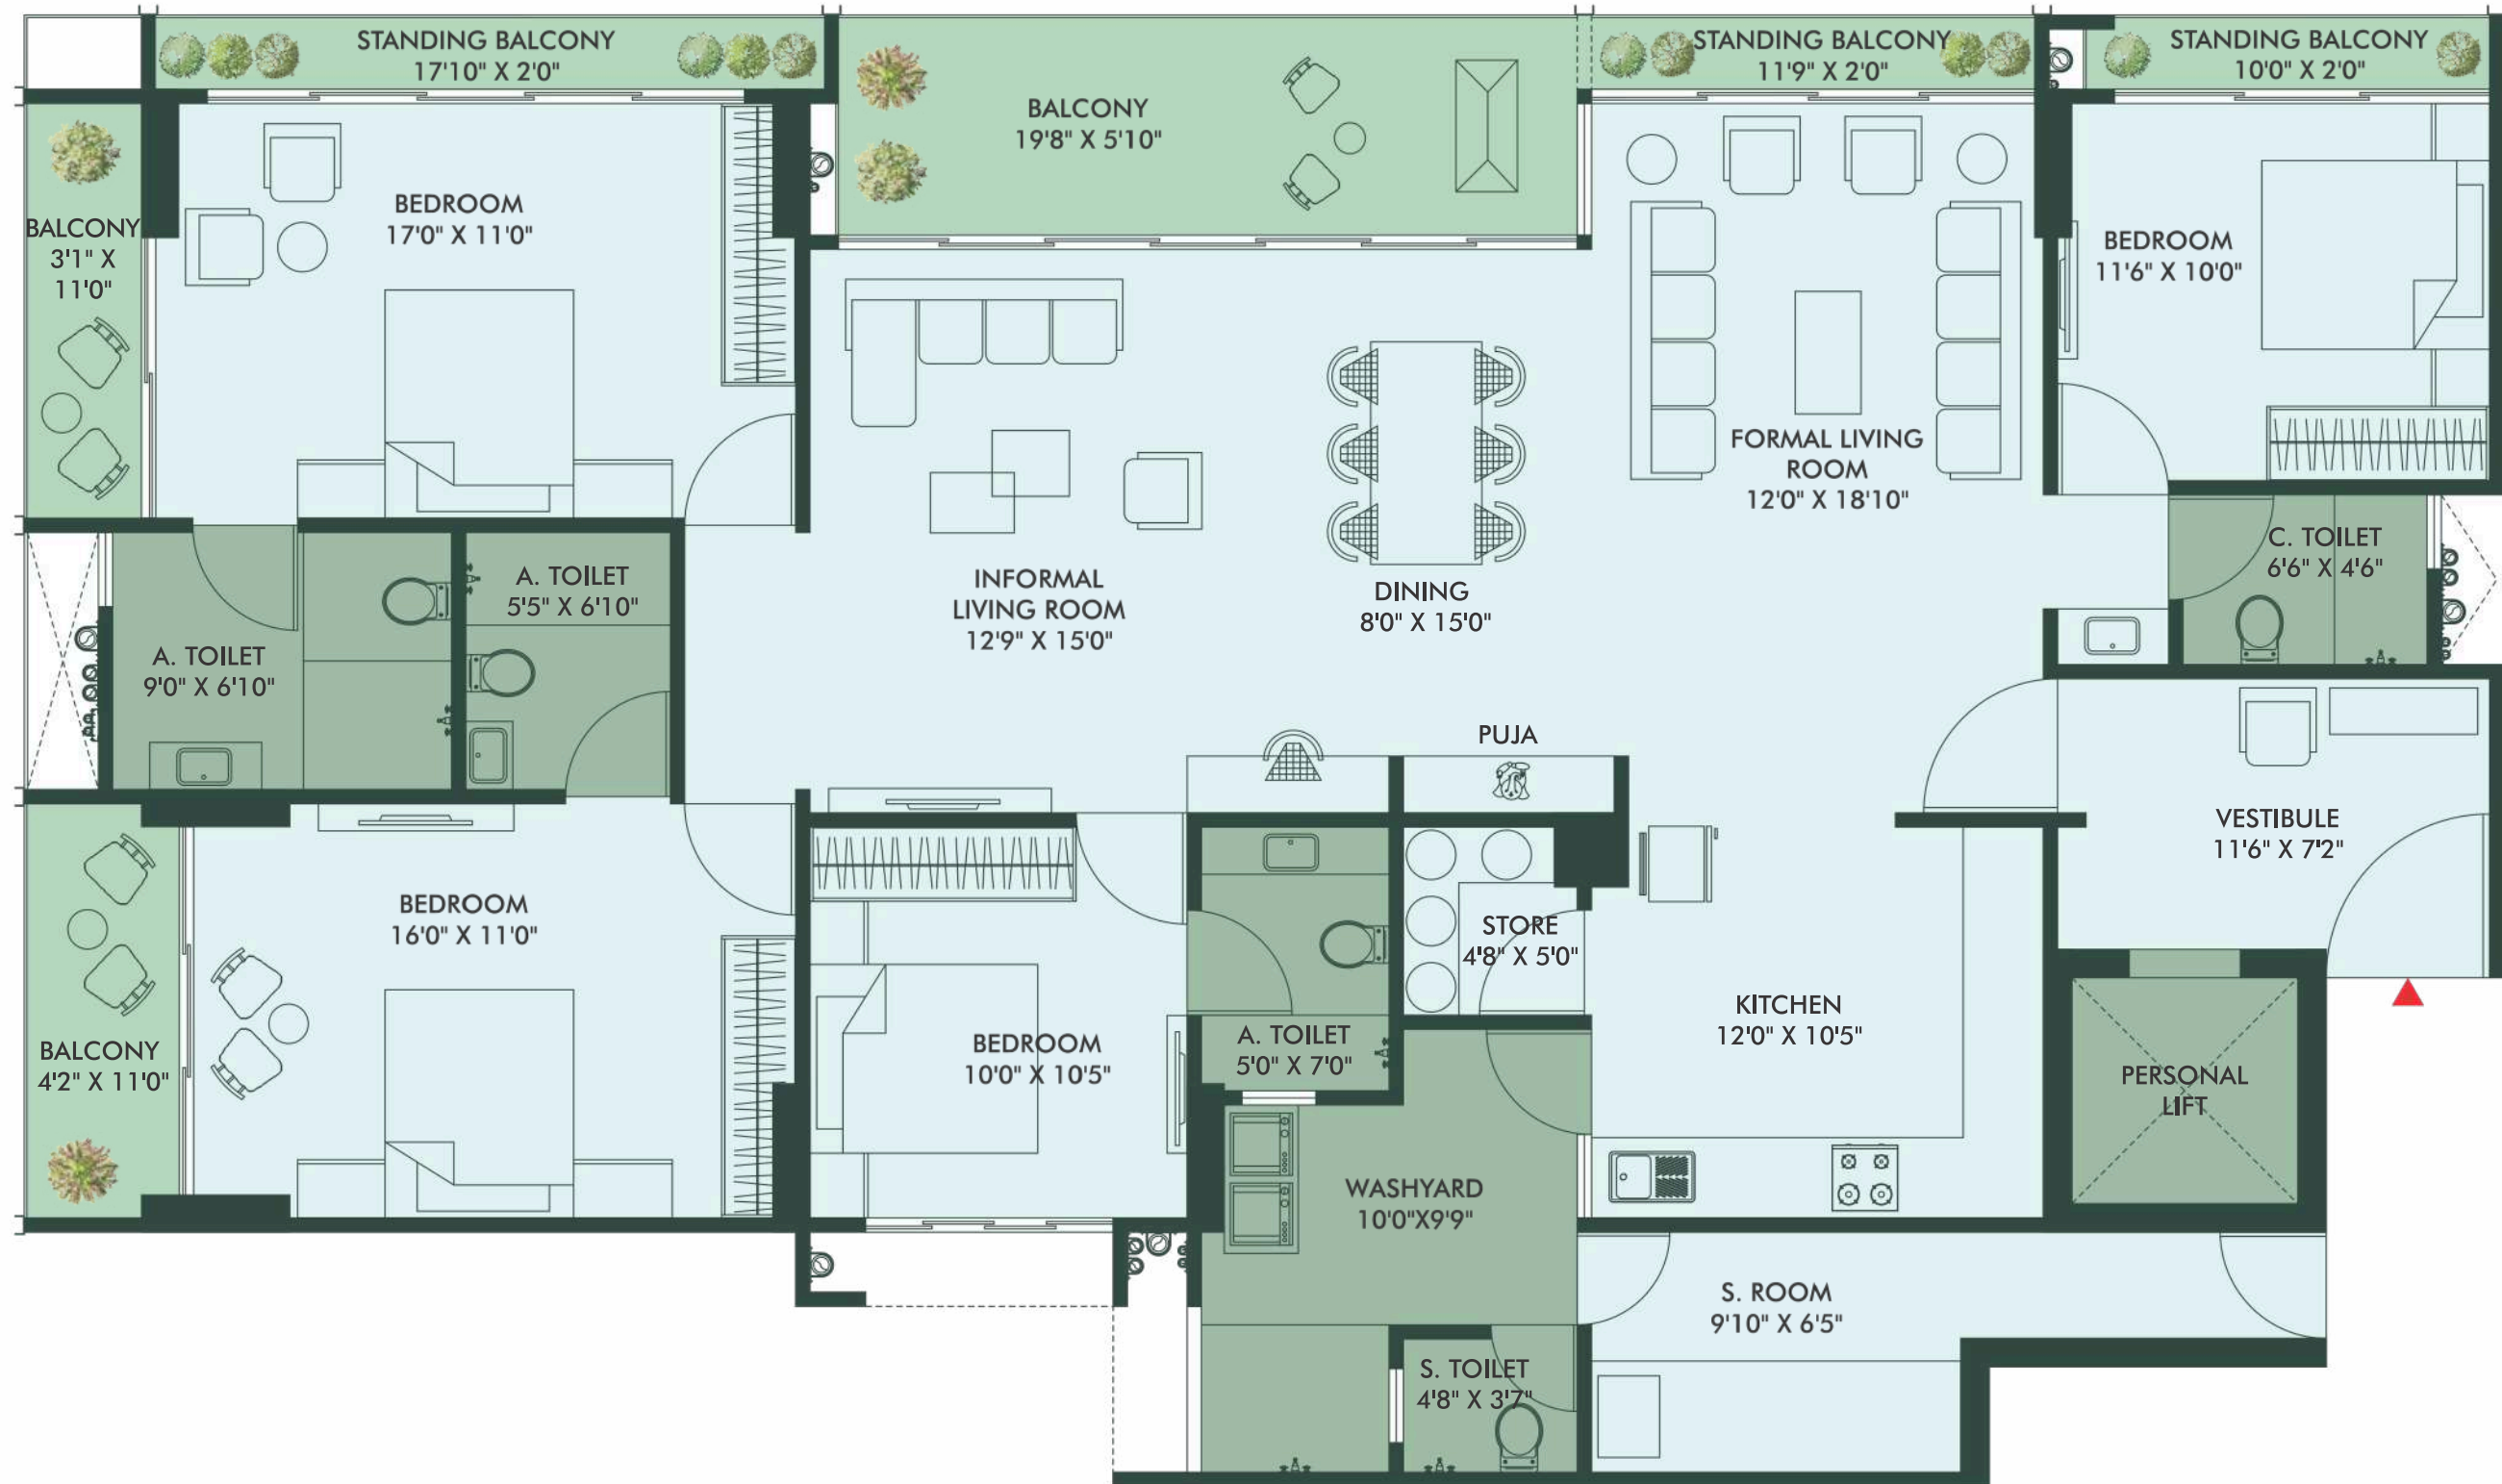 STANDING BALCONY
17'10" X 2'0"
BALCONY
19'8" X 5'10"
STANDING BALCONY
11'9" X 2'0"
STANDING BALCONY
10'0" X 2'0"
BALCONY
3'1" X
11'0"
BEDROOM
17'0" X 11'0"
BEDROOM
11'6" X 10'0"
FORMAL LIVING
ROOM
12'0" X 18'10"
A. TOILET
9'0" X 6'10"
A. TOILET
5'5" X 6'10"
INFORMAL
LIVING ROOM
12'9" X 15'0"
DINING
8'0" X 15'0"
C. TOILET
6'6" X 4'6"
PUJA
VESTIBULE
11'6" X 7'2"
BALCONY
4'2" X 11'0"
BEDROOM
16'0" X 11'0"
BEDROOM
10'0" X 10'5"
A. TOILET
5'0" X 7'0"
STORE
4'8" X 5'0"
KITCHEN
12'0" X 10'5"
PERSONAL
LIFT
WASHYARD
10'0"X9'9"
S. ROOM
9'10" X 6'5"
S. TOILET
4'8" X 3'7"